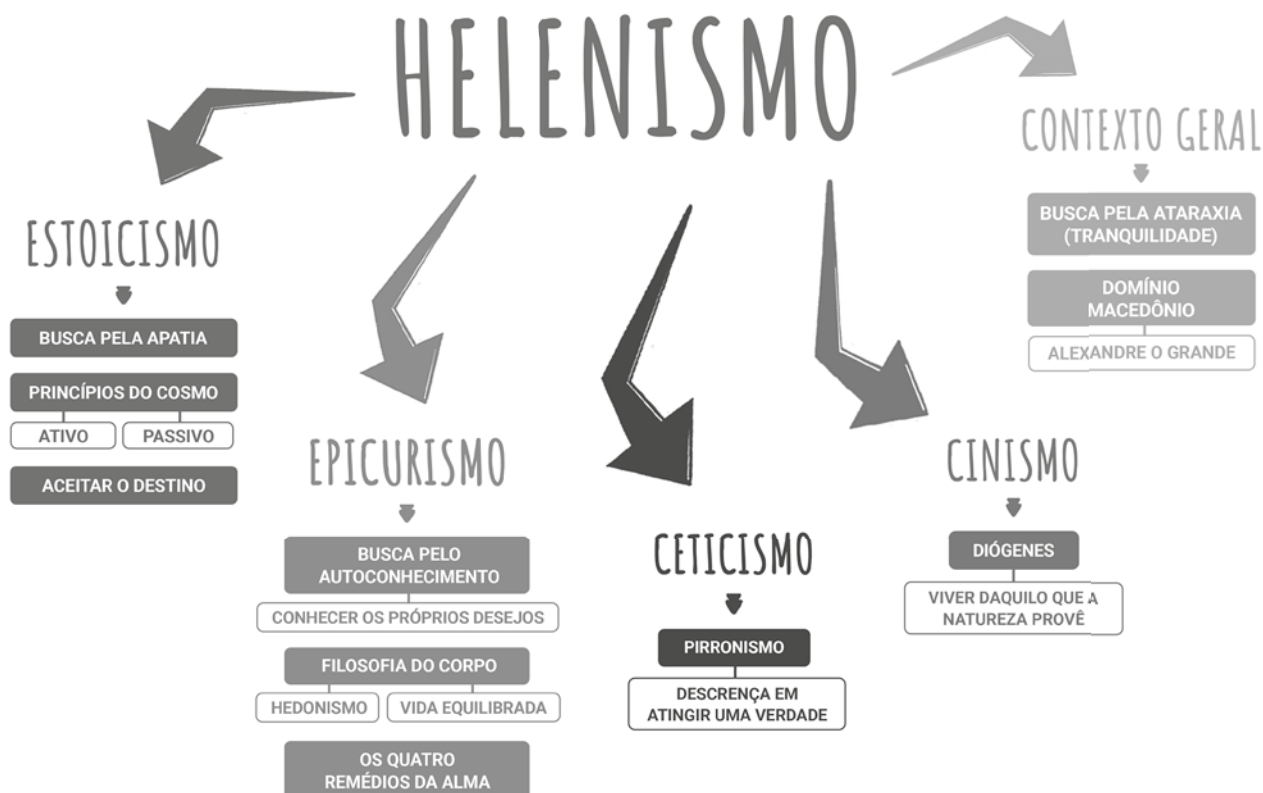 HELENISMO
ESTOICISMO
BUSCA PELA APATIA
PRINCÍPIOS DO COSMO
ATIVO
PASSIVO
ACEITAR O DESTINO
EPICURISMO
BUSCA PELO
AUTOCONHECIMENTO
CONHECER OS PRÓPRIOS DESEJOS
FILOSOFIA DO CORPO
HEDONISMO
VIDA EQUILIBRADA
OS QUATRO
REMÉDIOS DA ALMA
CETICISMO
PIRRONISMO
DESCRENÇA EM
ATINGIR UMA VERDADE
CINISMO
DIÓGENES
VIVER DAQUILO QUE A
NATUREZA PROVÊ
CONTEXTO GERAL
BUSCA PELA ATARAXIA
(TRANQUILIDADE)
DOMÍNIO
MACEDÔNIO
ALEXANDRE O GRANDE